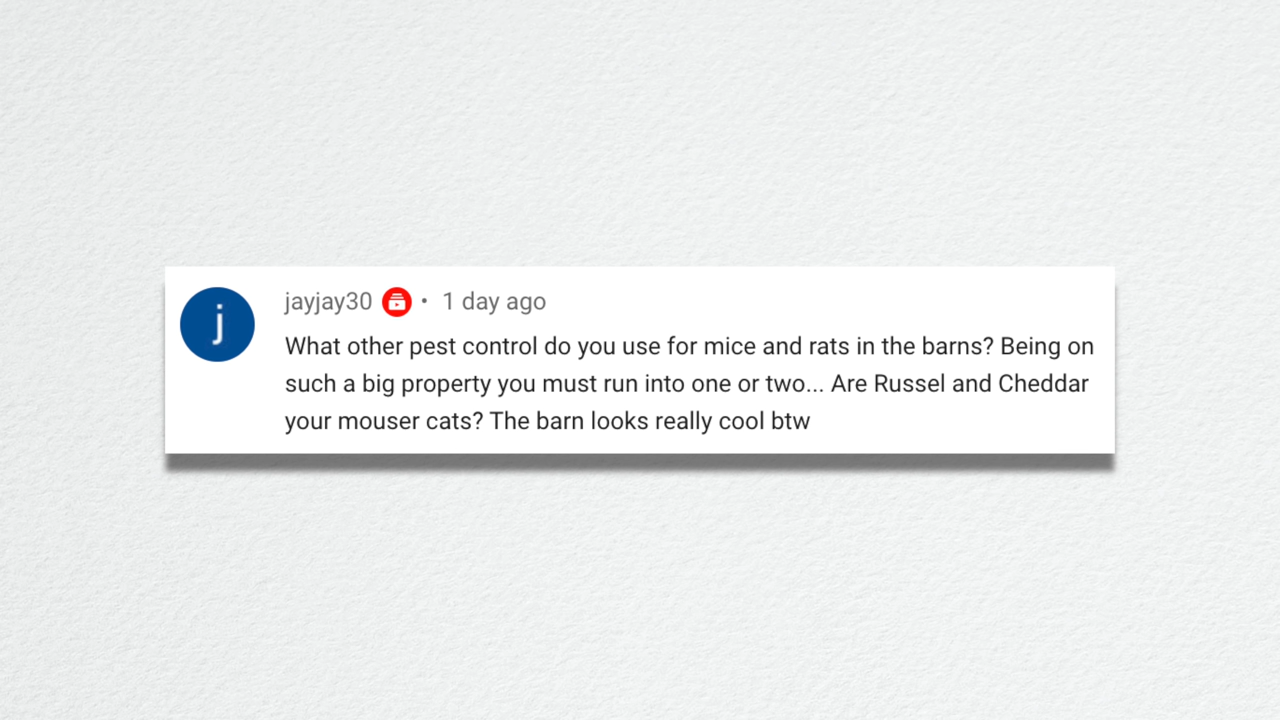 j
jayjay30 • 1 day ago
What other pest control do you use for mice and rats in the barns? Being on
such a big property you must run into one or two... Are Russel and Cheddar
your mouser cats? The barn looks really cool btw